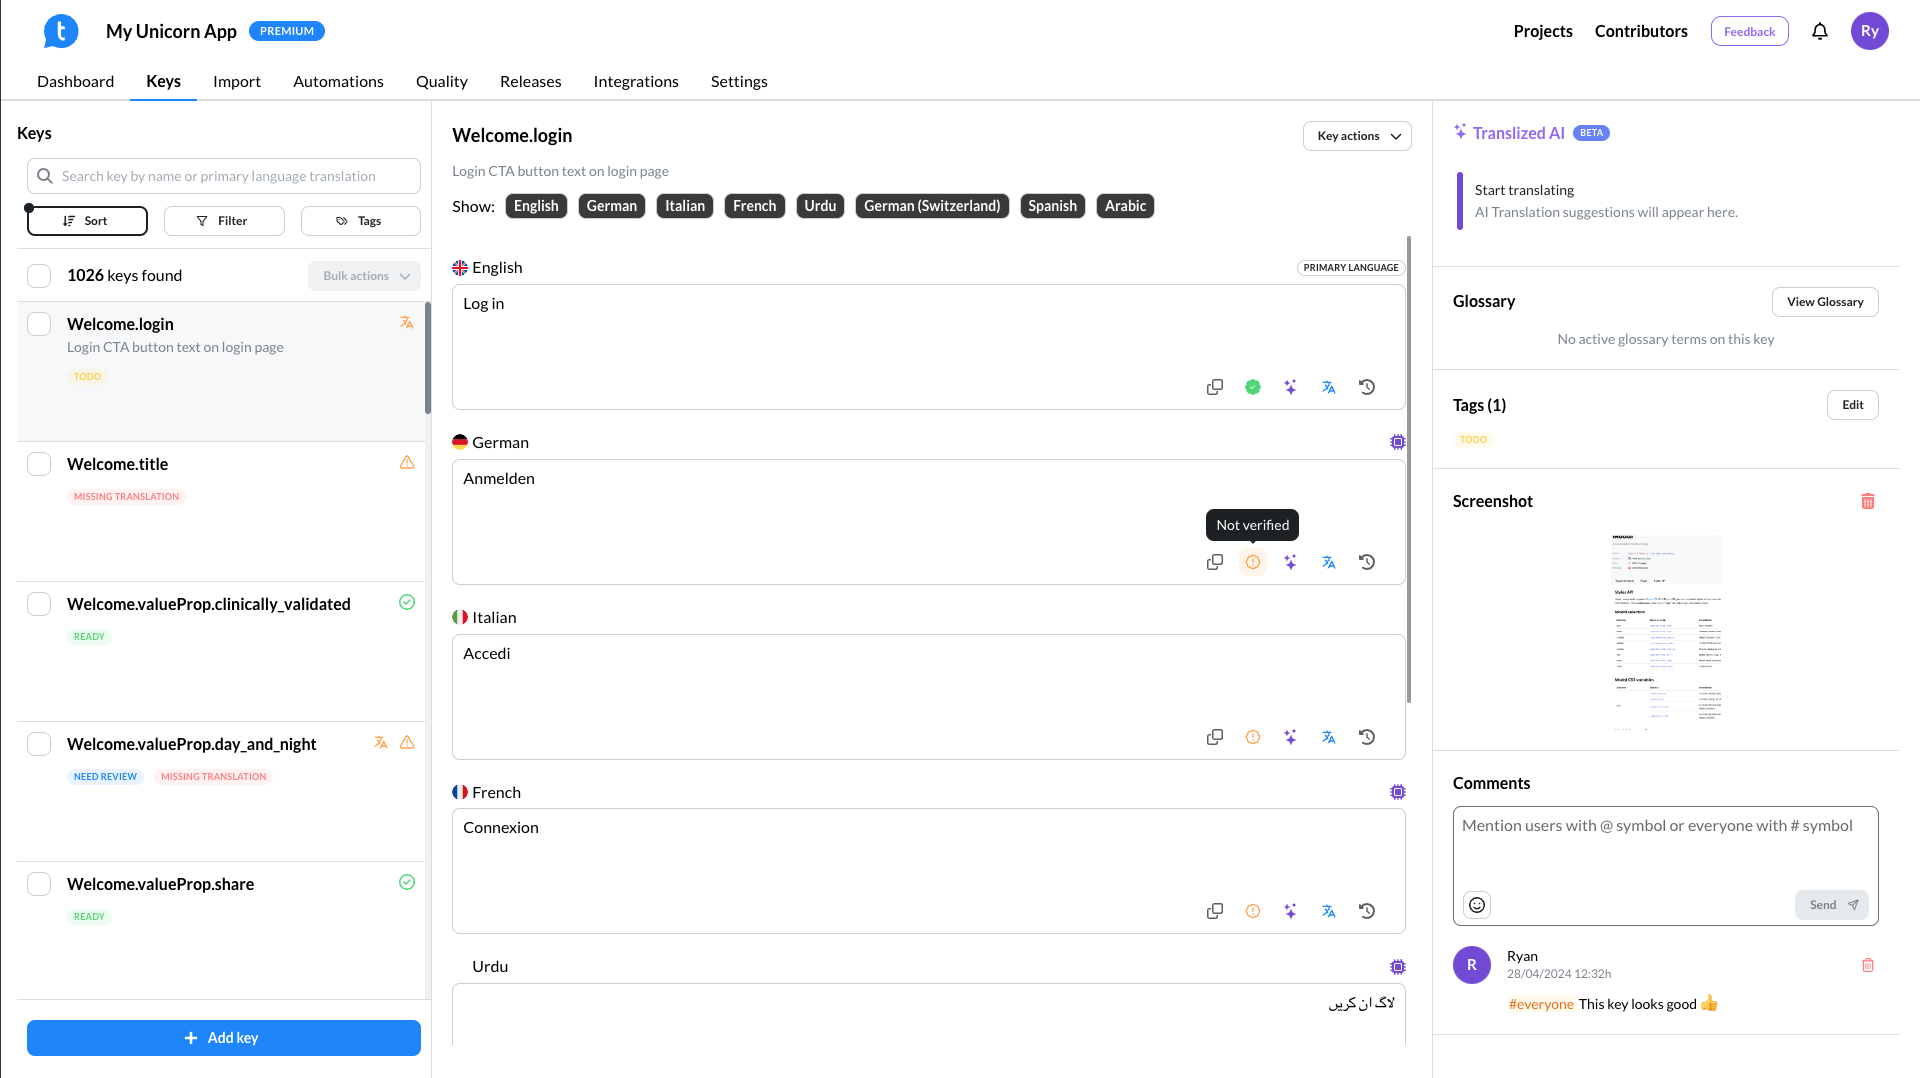 t
My Unicorn App
PREMIUM
Projects
Contributors
Feedback
Ry
Dashboard
Keys
Import
Automations
Quality
Releases
Integrations
Settings
Keys
Search key by name or primary language translation
Sort
Filter
Tags
1026 keys found
Bulk actions
Welcome.login
Login CTA button text on login page
TODO
Welcome.title
MISSING TRANSLATION
Welcome.valueProp.clinically_validated
READY
Welcome.valueProp.day_and_night
NEED REVIEW
MISSING TRANSLATION
Welcome.valueProp.share
READY
Add key
Welcome.login
Key actions
Login CTA button text on login page
Show:
English
German
Italian
French
Urdu
German (Switzerland)
Spanish
Arabic
English
PRIMARY LANGUAGE
Log in
German
Anmelden
Not verified
Italian
Accedi
French
Connexion
Urdu
لاگ ان کریں
Translized AI
BETA
Start translating
AI Translation suggestions will appear here.
Glossary
View Glossary
No active glossary terms on this key
Tags (1)
Edit
TODO
Screenshot
Styles API
Modal selectors
Modal CSS variables
Comments
Mention users with @ symbol or everyone with # symbol
Send
R
Ryan
28/04/2024 12:32h
#everyone This key looks good 👍